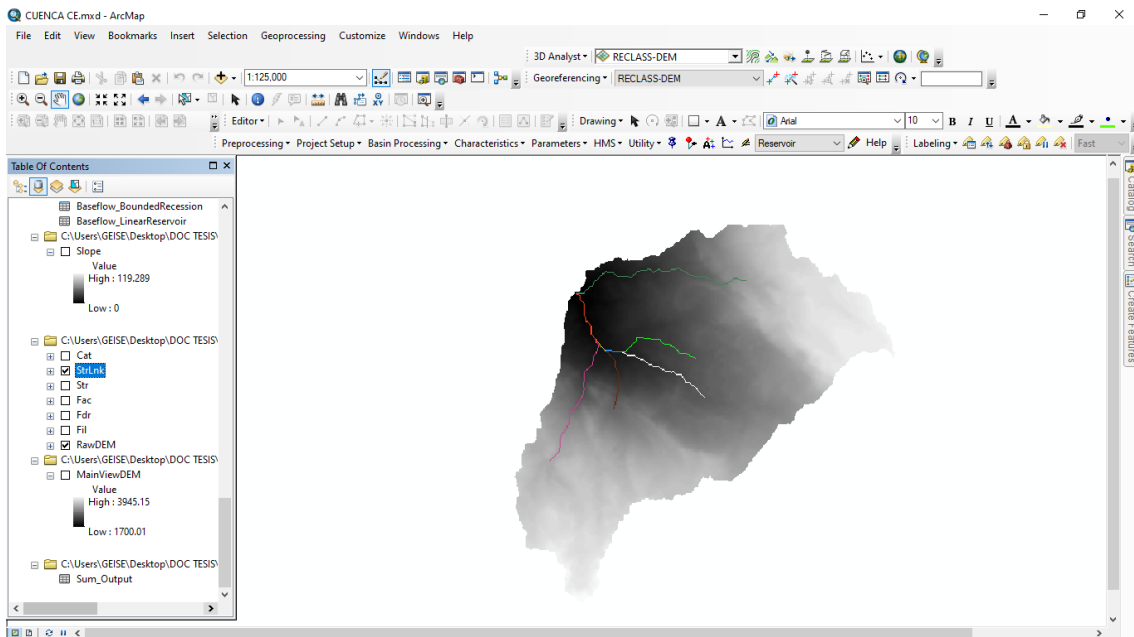 CUENCA CE.mxd - ArcMap
File Edit View Bookmarks Insert Selection Geoprocessing Customize Windows Help
3D Analyst RECLASS-DEM
1:125,000 Georeferencing RECLASS-DEM
Editor Drawing A Arial 10 B I U A
Preprocessing Project Setup Basin Processing Characteristics Parameters HMS Utility Reservoir Help Labeling Fast
Table Of Contents
Baseflow_BoundedRecession
Baseflow_LinearReservoir
C:\Users\GEISE\Desktop\DOC TESIS\
Slope
Value
High : 119.289
Low : 0
C:\Users\GEISE\Desktop\DOC TESIS\
Cat
StrLnk
Str
Fac
Fdr
Fil
RawDEM
C:\Users\GEISE\Desktop\DOC TESIS\
MainViewDEM
Value
High : 3945.15
Low : 1700.01
C:\Users\GEISE\Desktop\DOC TESIS\
Sum_Output
Catalog
Search
Create Features